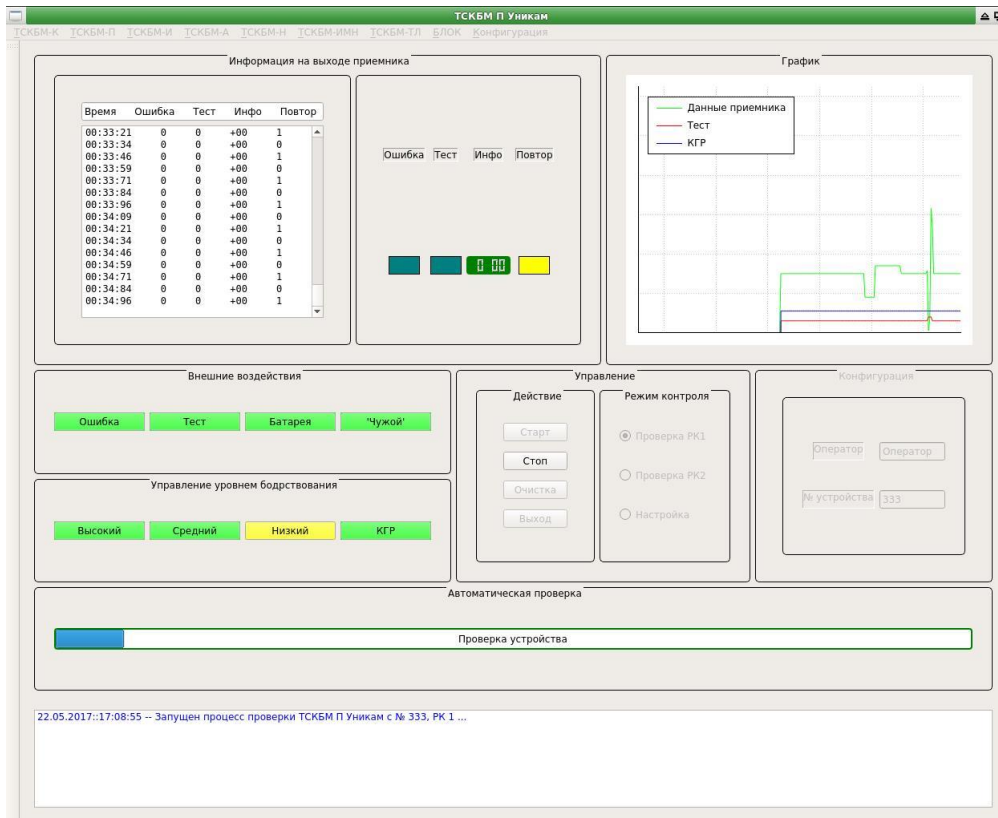 ТСКБМ П Уникам
ТСКБМ-К ТСКБМ-П ТСКБМ-И ТСКБМ-А ТСКБМ-Н ТСКБМ-ИМН ТСКБМ-ТЛ БЛОК Конфигурация
Информация на выходе приемника
Время Ошибка Тест Инфо Повтор
00:33:21 0 0 +00 1
00:33:34 0 0 +00 0
00:33:46 0 0 +00 1
00:33:59 0 0 +00 0
00:33:71 0 0 +00 1
00:33:84 0 0 +00 0
00:33:96 0 0 +00 1
00:34:09 0 0 +00 0
00:34:21 0 0 +00 1
00:34:34 0 0 +00 0
00:34:46 0 0 +00 1
00:34:59 0 0 +00 0
00:34:71 0 0 +00 1
00:34:84 0 0 +00 0
00:34:96 0 0 +00 1
Ошибка Тест Инфо Повтор
0 00
График
Данные приемника
Тест
КГР
Внешние воздействия
Ошибка Тест Батарея 'Чужой'
Управление уровнем бодрствования
Высокий Средний Низкий КГР
Управление
Действие
Старт
Стоп
Очистка
Выход
Режим контроля
Проверка РК1
Проверка РК2
Настройка
Конфигурация
Оператор Оператор
№ устройства 333
Автоматическая проверка
Проверка устройства
22.05.2017::17:08:55 -- Запущен процесс проверки ТСКБМ П Уникам с № 333, РК 1 ...